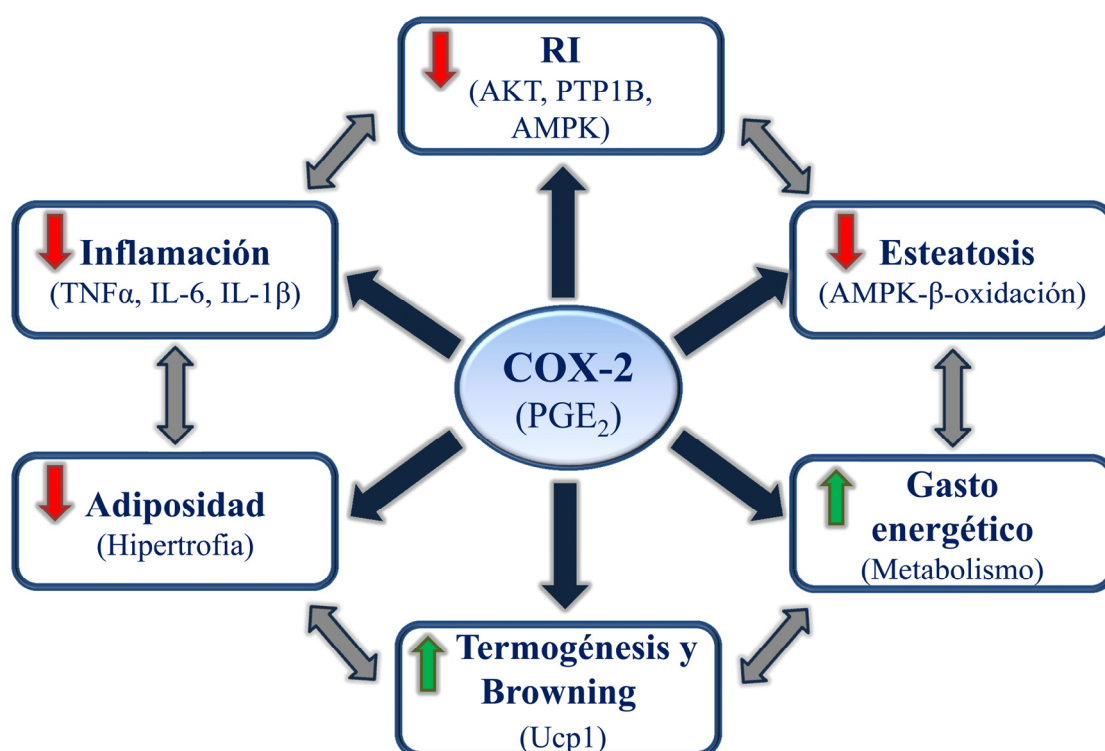 RI
(AKT, PTP1B,
AMPK)
Inflamación
(TNFα, IL-6, IL-1β)
Esteatosis
(AMPK-β-oxidación)
COX-2
(PGE₂)
Adiposidad
(Hipertrofia)
Gasto
energético
(Metabolismo)
Termogénesis y
Browning
(Ucp1)